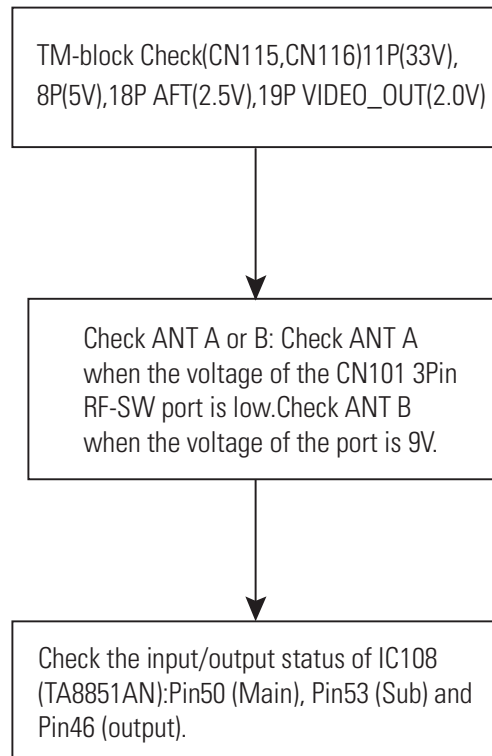 TM-block Check(CN115,CN116)11P(33V),
8P(5V),18P AFT(2.5V),19P VIDEO_OUT(2.0V)
Check ANT A or B: Check ANT A
when the voltage of the CN101 3Pin
RF-SW port is low.Check ANT B
when the voltage of the port is 9V.
Check the input/output status of IC108
(TA8851AN):Pin50 (Main), Pin53 (Sub) and
Pin46 (output).